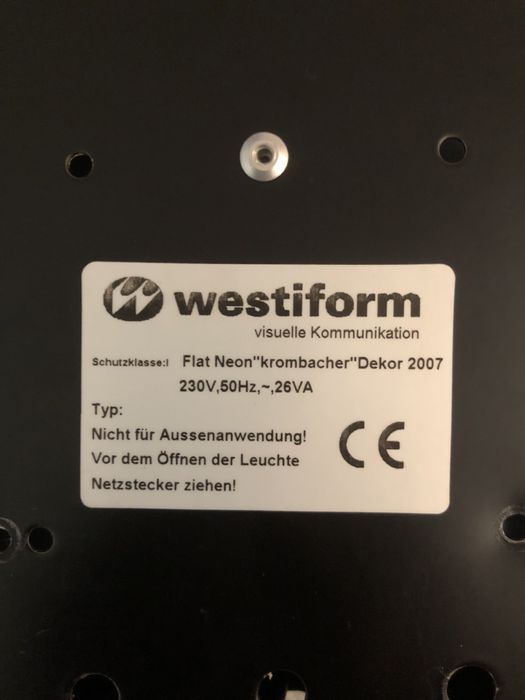 westiform
visuelle Kommunikation
Schutzklasse:I Flat Neon"krombacher"Dekor 2007
230V,50Hz,~,26VA
Typ:
Nicht für Aussenanwendung!
Vor dem Öffnen der Leuchte
Netzstecker ziehen!
CE